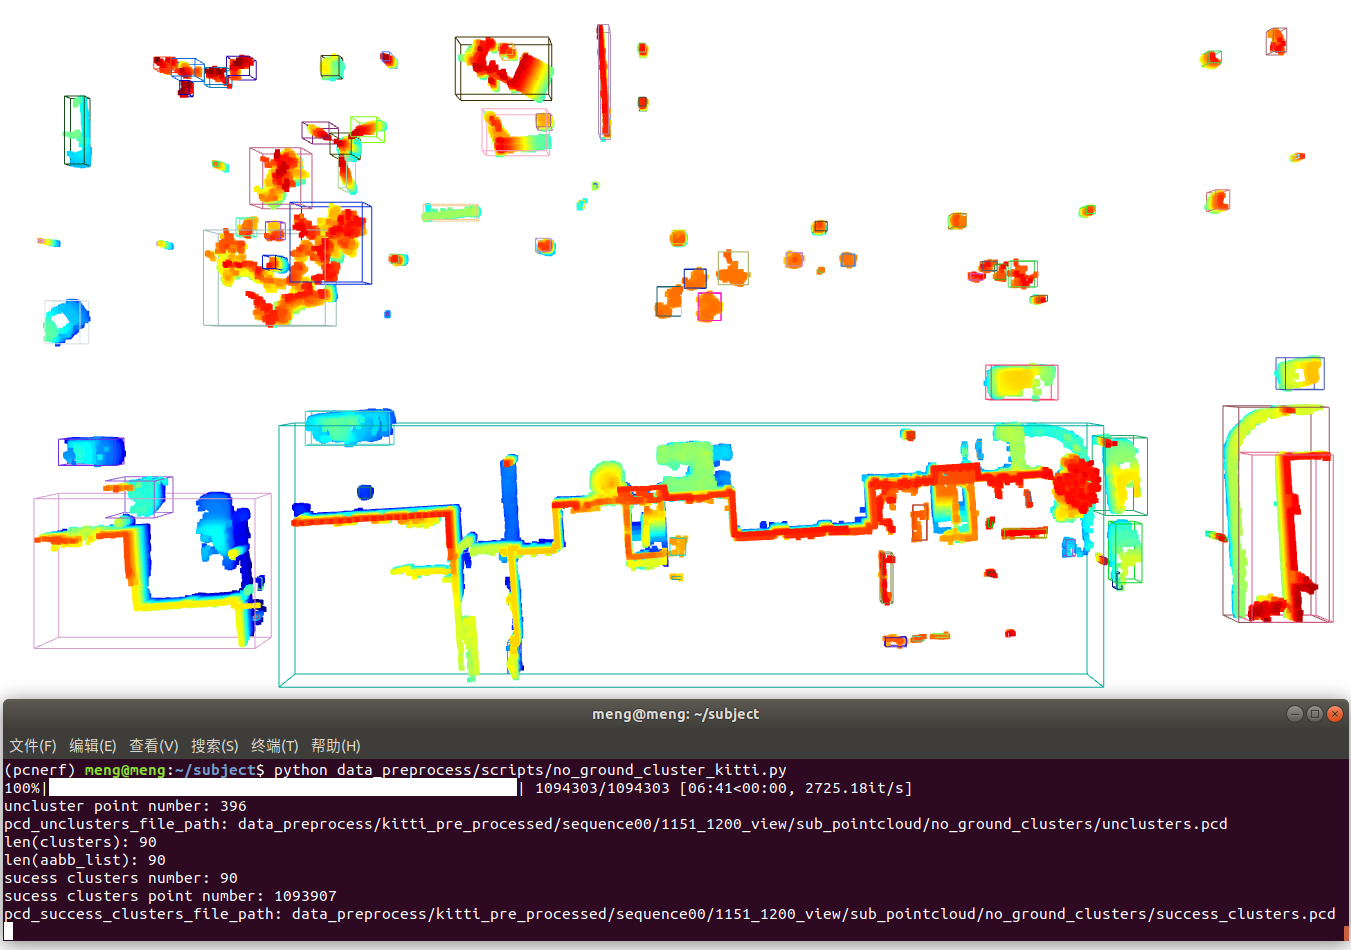 meng@meng: ~/subject
文件(F) 编辑(E) 查看(V) 搜索(S) 终端(T) 帮助(H)
(pcnerf) meng@meng:~/subject$ python data_preprocess/scripts/no_ground_cluster_kitti.py
100%|██████████| 1094303/1094303 [06:41<00:00, 2725.18it/s]
uncluster point number: 396
pcd_unclusters_file_path: data_preprocess/kitti_pre_processed/sequence00/1151_1200_view/sub_pointcloud/no_ground_clusters/unclusters.pcd
len(clusters): 90
len(aabb_list): 90
sucess clusters number: 90
sucess clusters point number: 1093907
pcd_success_clusters_file_path: data_preprocess/kitti_pre_processed/sequence00/1151_1200_view/sub_pointcloud/no_ground_clusters/success_clusters.pcd